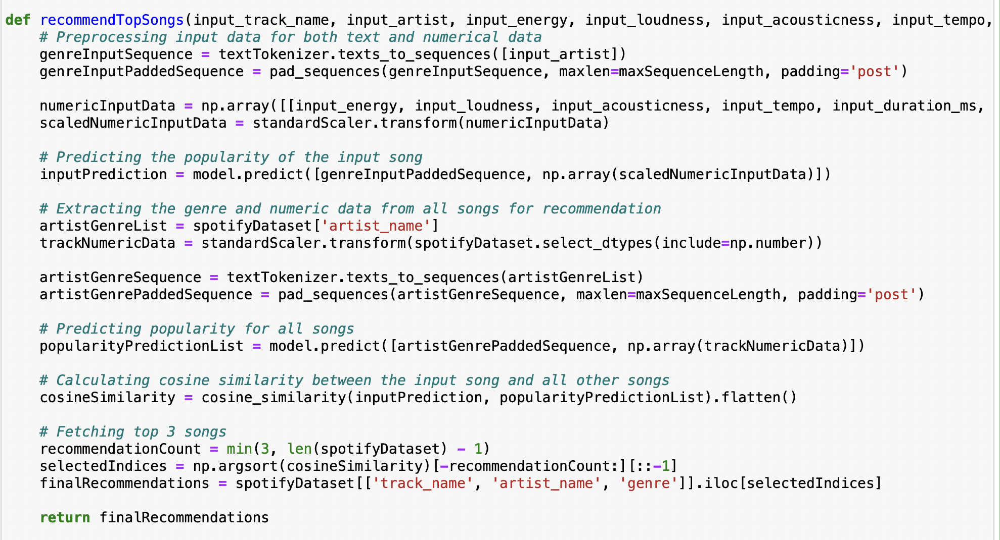 def recommendTopSongs(input_track_name, input_artist, input_energy, input_loudness, input_acousticness, input_tempo,
    # Preprocessing input data for both text and numerical data
    genreInputSequence = textTokenizer.texts_to_sequences([input_artist])
    genreInputPaddedSequence = pad_sequences(genreInputSequence, maxlen=maxSequenceLength, padding='post')

    numericInputData = np.array([[input_energy, input_loudness, input_acousticness, input_tempo, input_duration_ms,
    scaledNumericInputData = standardScaler.transform(numericInputData)

    # Predicting the popularity of the input song
    inputPrediction = model.predict([genreInputPaddedSequence, np.array(scaledNumericInputData)])

    # Extracting the genre and numeric data from all songs for recommendation
    artistGenreList = spotifyDataset['artist_name']
    trackNumericData = standardScaler.transform(spotifyDataset.select_dtypes(include=np.number))

    artistGenreSequence = textTokenizer.texts_to_sequences(artistGenreList)
    artistGenrePaddedSequence = pad_sequences(artistGenreSequence, maxlen=maxSequenceLength, padding='post')

    # Predicting popularity for all songs
    popularityPredictionList = model.predict([artistGenrePaddedSequence, np.array(trackNumericData)])

    # Calculating cosine similarity between the input song and all other songs
    cosineSimilarity = cosine_similarity(inputPrediction, popularityPredictionList).flatten()

    # Fetching top 3 songs
    recommendationCount = min(3, len(spotifyDataset) - 1)
    selectedIndices = np.argsort(cosineSimilarity)[-recommendationCount:][::-1]
    finalRecommendations = spotifyDataset[['track_name', 'artist_name', 'genre']].iloc[selectedIndices]

    return finalRecommendations